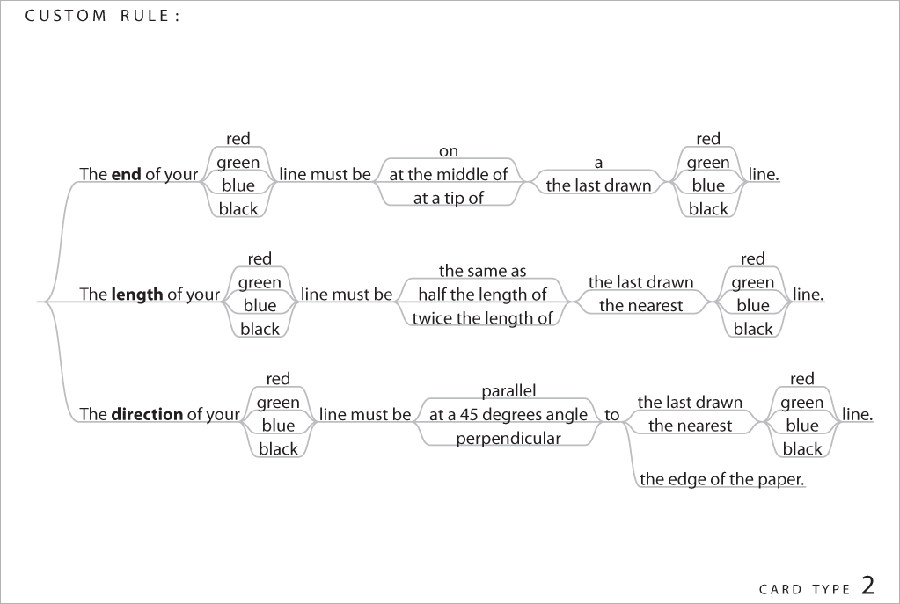 CUSTOM RULE:
red
green
The end of your blue line must be
black
on
at the middle of
at a tip of
a
the last drawn
red
green
blue line.
black
The length of your
red
green
blue
black
line must be
the same as
half the length of
twice the length of
the last drawn
the nearest
red
green
blue
black
line.
The direction of your
red
green
blue
black
line must be
parallel
at a 45 degrees angle
perpendicular
to
the last drawn
the nearest
red
green
blue
black
line.
the edge of the paper.
CARD TYPE 2